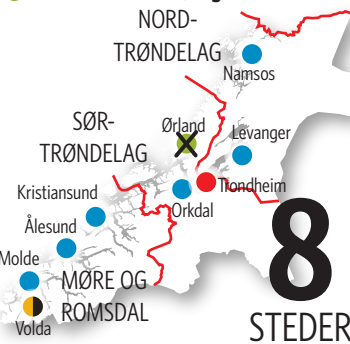 NORD-
TRØNDELAG
Namsos
SØR-
TRØNDELAG
Ørland
Levanger
Kristiansund
Trondheim
Orkdal
Ålesund
Molde
MØRE OG
ROMSDAL
Volda
8
STEDER